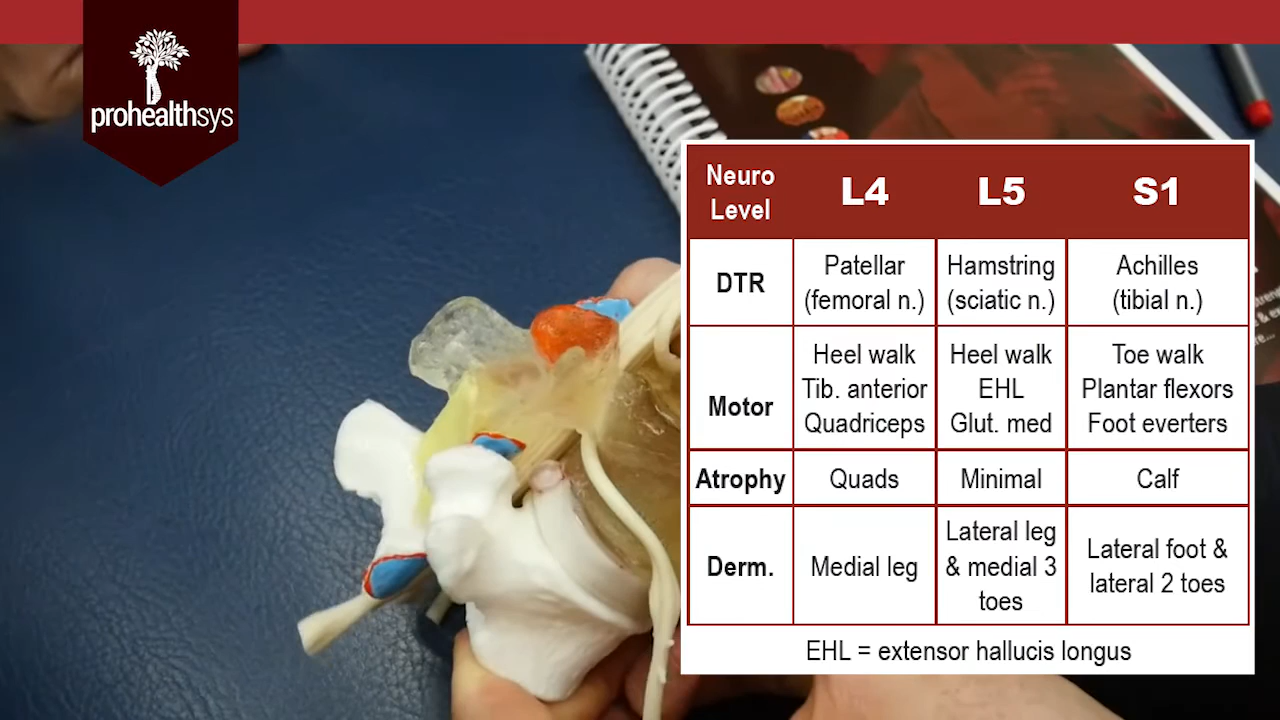 prohealthsys
Neuro Level
L4
L5
S1
DTR
Patellar
(femoral n.)
Hamstring
(sciatic n.)
Achilles
(tibial n.)
Motor
Heel walk
Tib. anterior
Quadriceps
Heel walk
EHL
Glut. med
Toe walk
Plantar flexors
Foot everters
Atrophy
Quads
Minimal
Calf
Derm.
Medial leg
Lateral leg
& medial 3
toes
Lateral foot &
lateral 2 toes
EHL = extensor hallucis longus